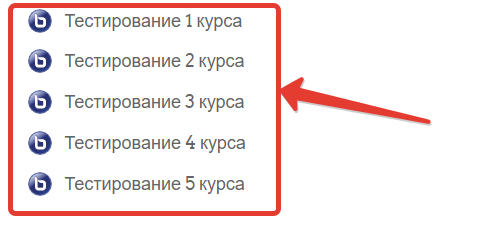 Тестирование 1 курса
Тестирование 2 курса
Тестирование 3 курса
Тестирование 4 курса
Тестирование 5 курса